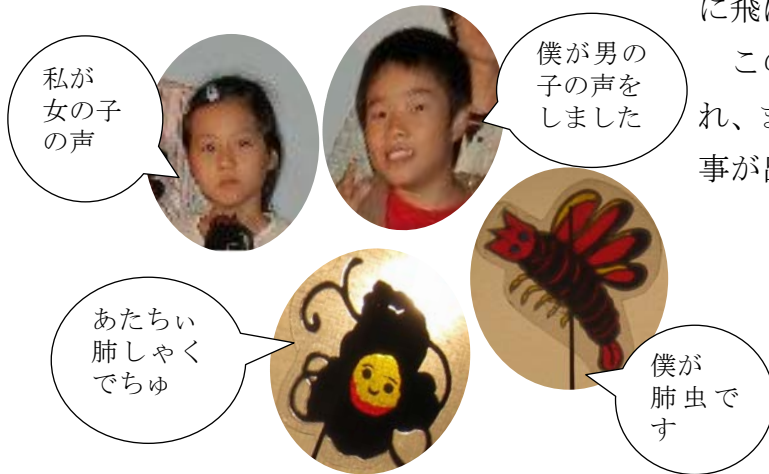 私が
女の子
の声
僕が男の
子の声を
しました
に飛
この
れ、
事が
あたちぃ
肺しゃく
でちゅ
僕が
肺虫で
す